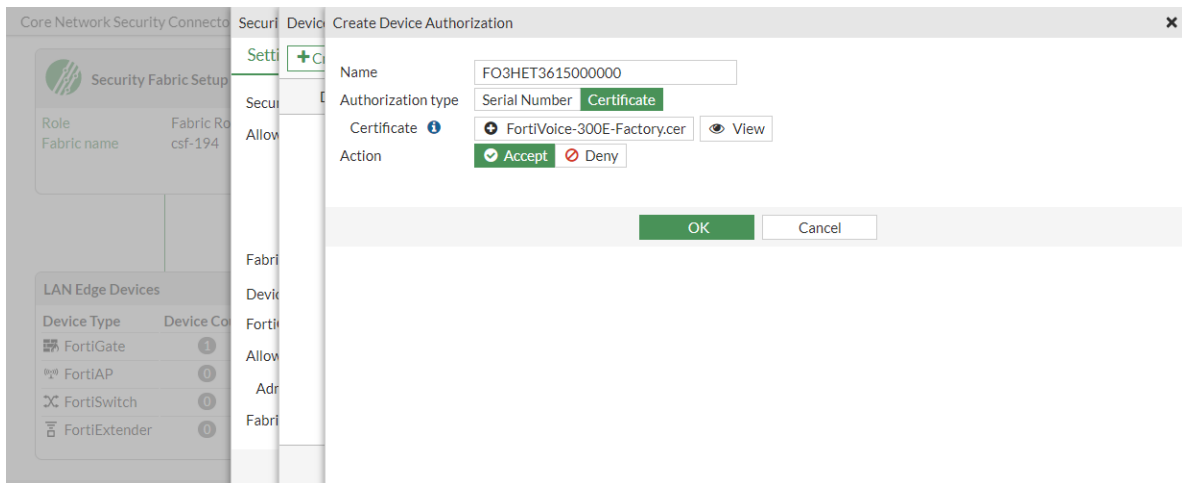 Core Network Security Connecto
Security Fabric Setup
Role Fabric Ro
Fabric name csf-194
LAN Edge Devices
Device Type Device Co
FortiGate 1
FortiAP 0
FortiSwitch 0
FortiExtender 0
Securi
Setti
Secur
Allow
Fabri
Devic
Forti
Allow
Adr
Fabri
Devic
+Cr
D
Create Device Authorization
Name FO3HET3615000000
Authorization type Serial Number Certificate
Certificate FortiVoice-300E-Factory.cer View
Action Accept Deny
OK Cancel